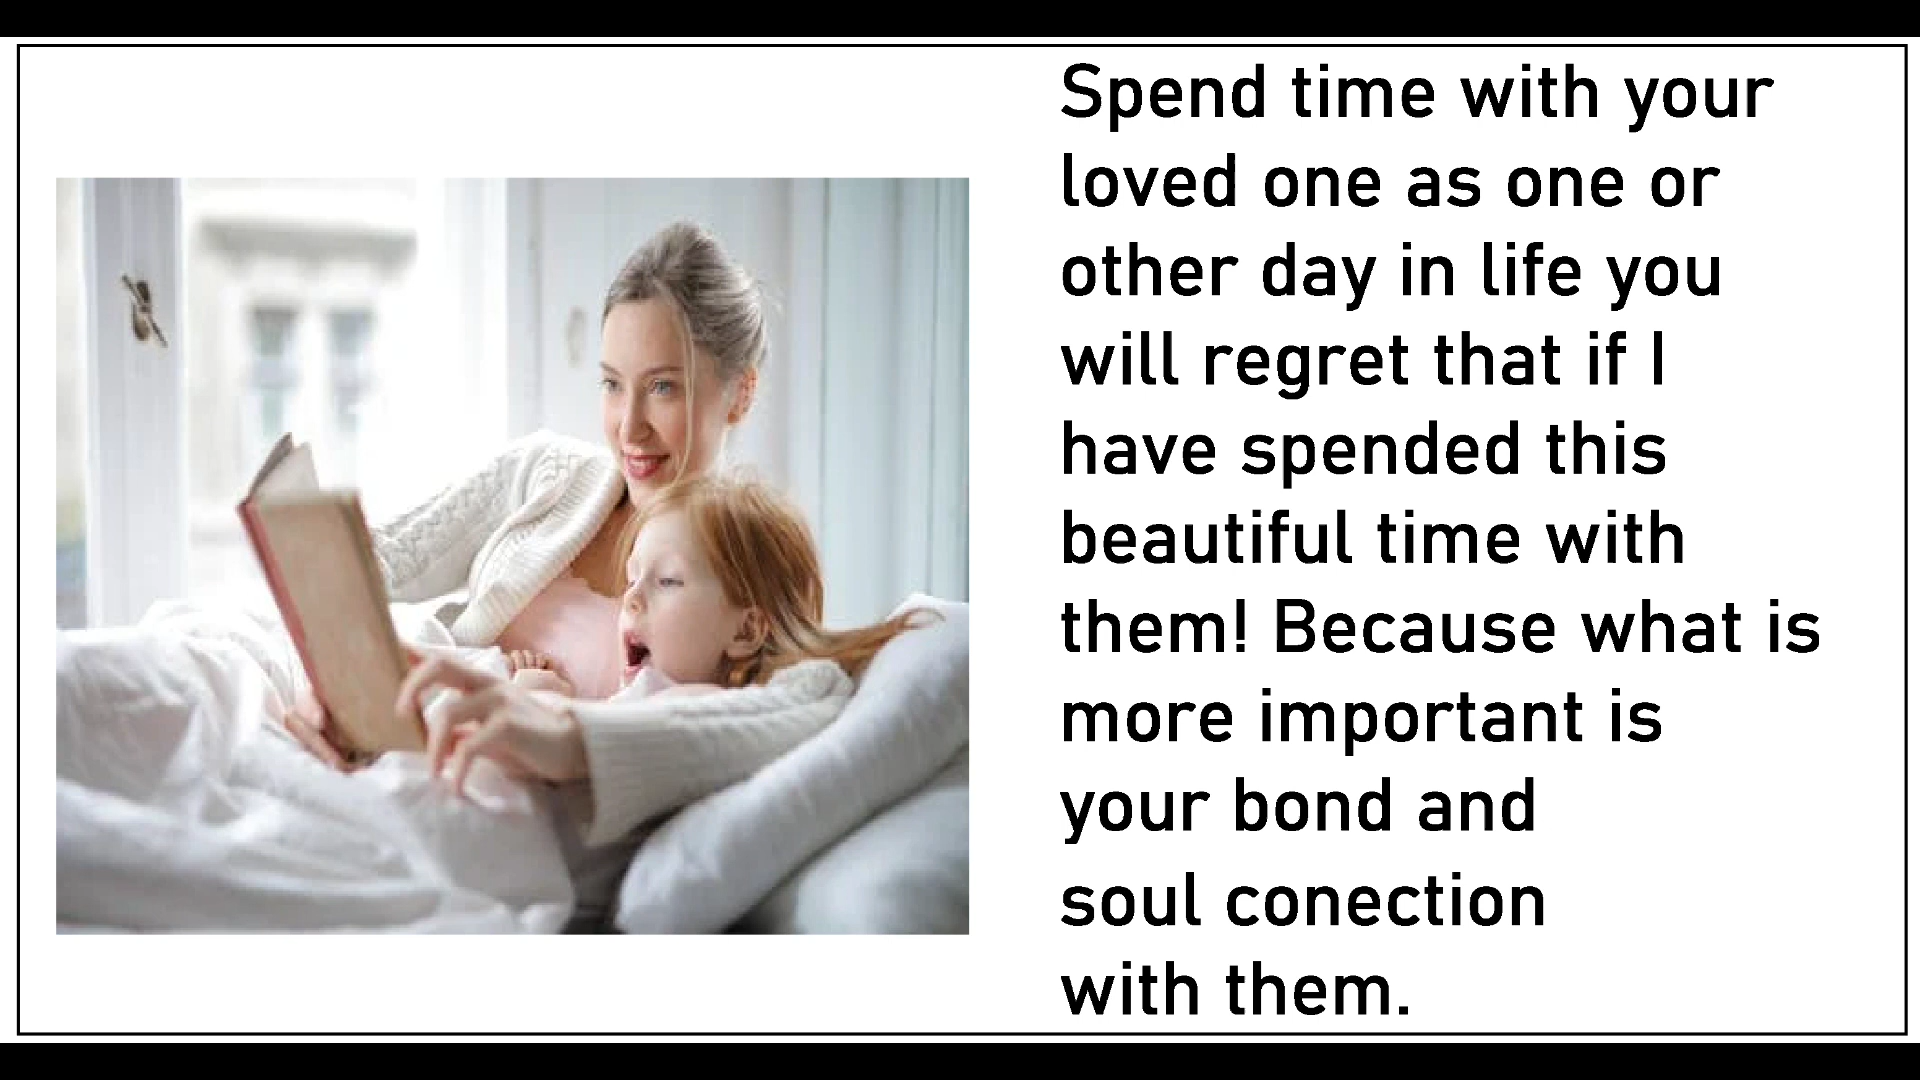 Spend time with your
loved one as one or
other day in life you
will regret that if I
have spended this
beautiful time with
them! Because what is
more important is
your bond and
soul conection
with them.